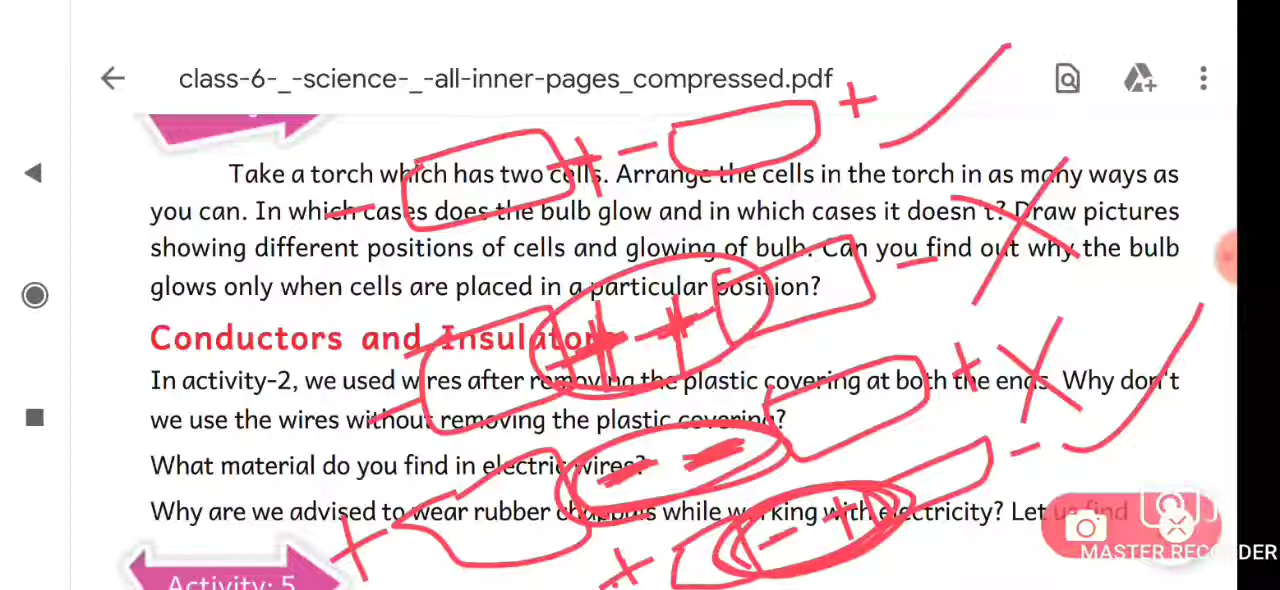 class-6-_-science-_-all-inner-pages_compressed.pdf
+ - +
Take a torch which has two cells. Arrange the cells in the torch in as many ways as
you can. In which cases does the bulb glow and in which cases it doesn't? Draw pictures
showing different positions of cells and glowing of bulb. Can you find out why the bulb
glows only when cells are placed in a particular position?
Conductors and Insulators
In activity-2, we used wires after removing the plastic covering at both the ends. Why don't
we use the wires without removing the plastic covering?
What material do you find in electric wires?
Why are we advised to wear rubber chappals while working with electricity? Let us find
MASTER RECORDER
Activity: 5